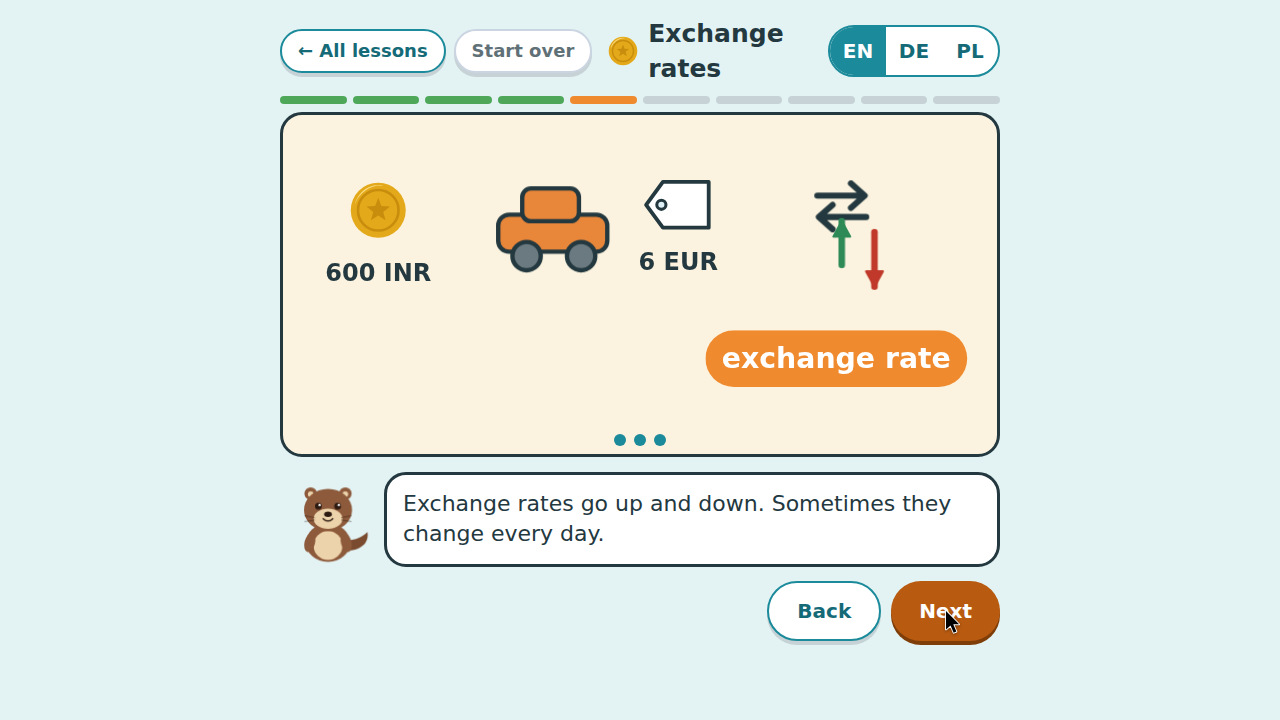 ← All lessons
Start over
Exchange
rates
EN
DE
PL
600 INR
6 EUR
exchange rate
Exchange rates go up and down. Sometimes they
change every day.
Back
Next